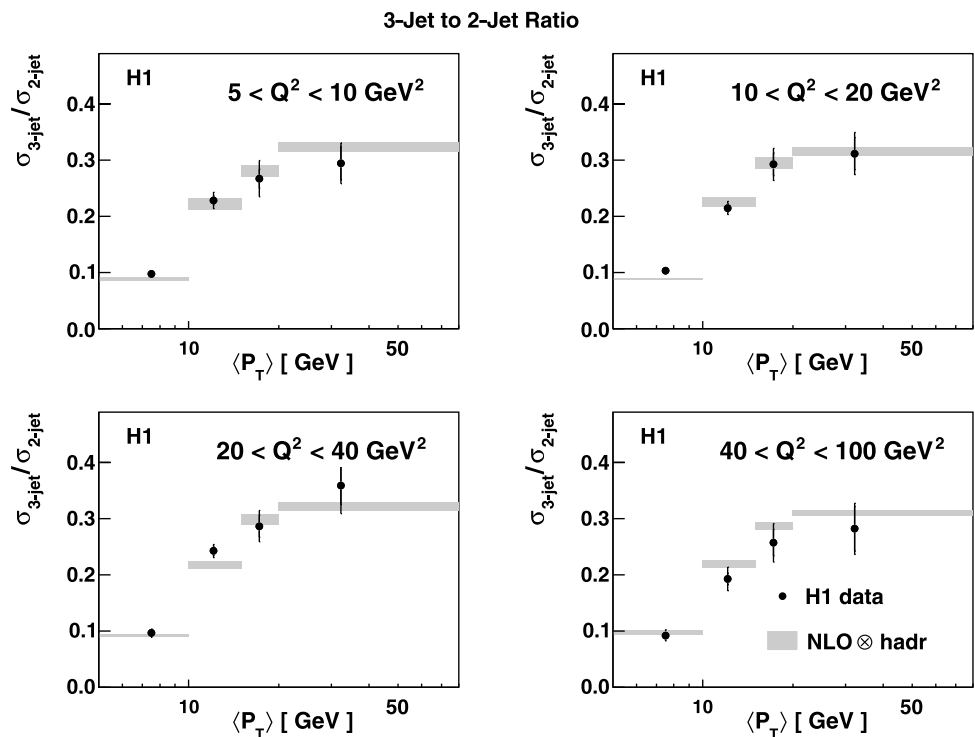 3-Jet to 2-Jet Ratio
σ3-jet/σ2-jet
H1
5 < Q² < 10 GeV²
0.4
0.3
0.2
0.1
0.0
10
50
⟨P_T⟩ [ GeV ]
σ3-jet/σ2-jet
H1
10 < Q² < 20 GeV²
0.4
0.3
0.2
0.1
0.0
10
50
⟨P_T⟩ [ GeV ]
σ3-jet/σ2-jet
H1
20 < Q² < 40 GeV²
0.4
0.3
0.2
0.1
0.0
10
50
⟨P_T⟩ [ GeV ]
σ3-jet/σ2-jet
H1
40 < Q² < 100 GeV²
0.4
0.3
0.2
0.1
0.0
H1 data
NLO ⊗ hadr
10
50
⟨P_T⟩ [ GeV ]